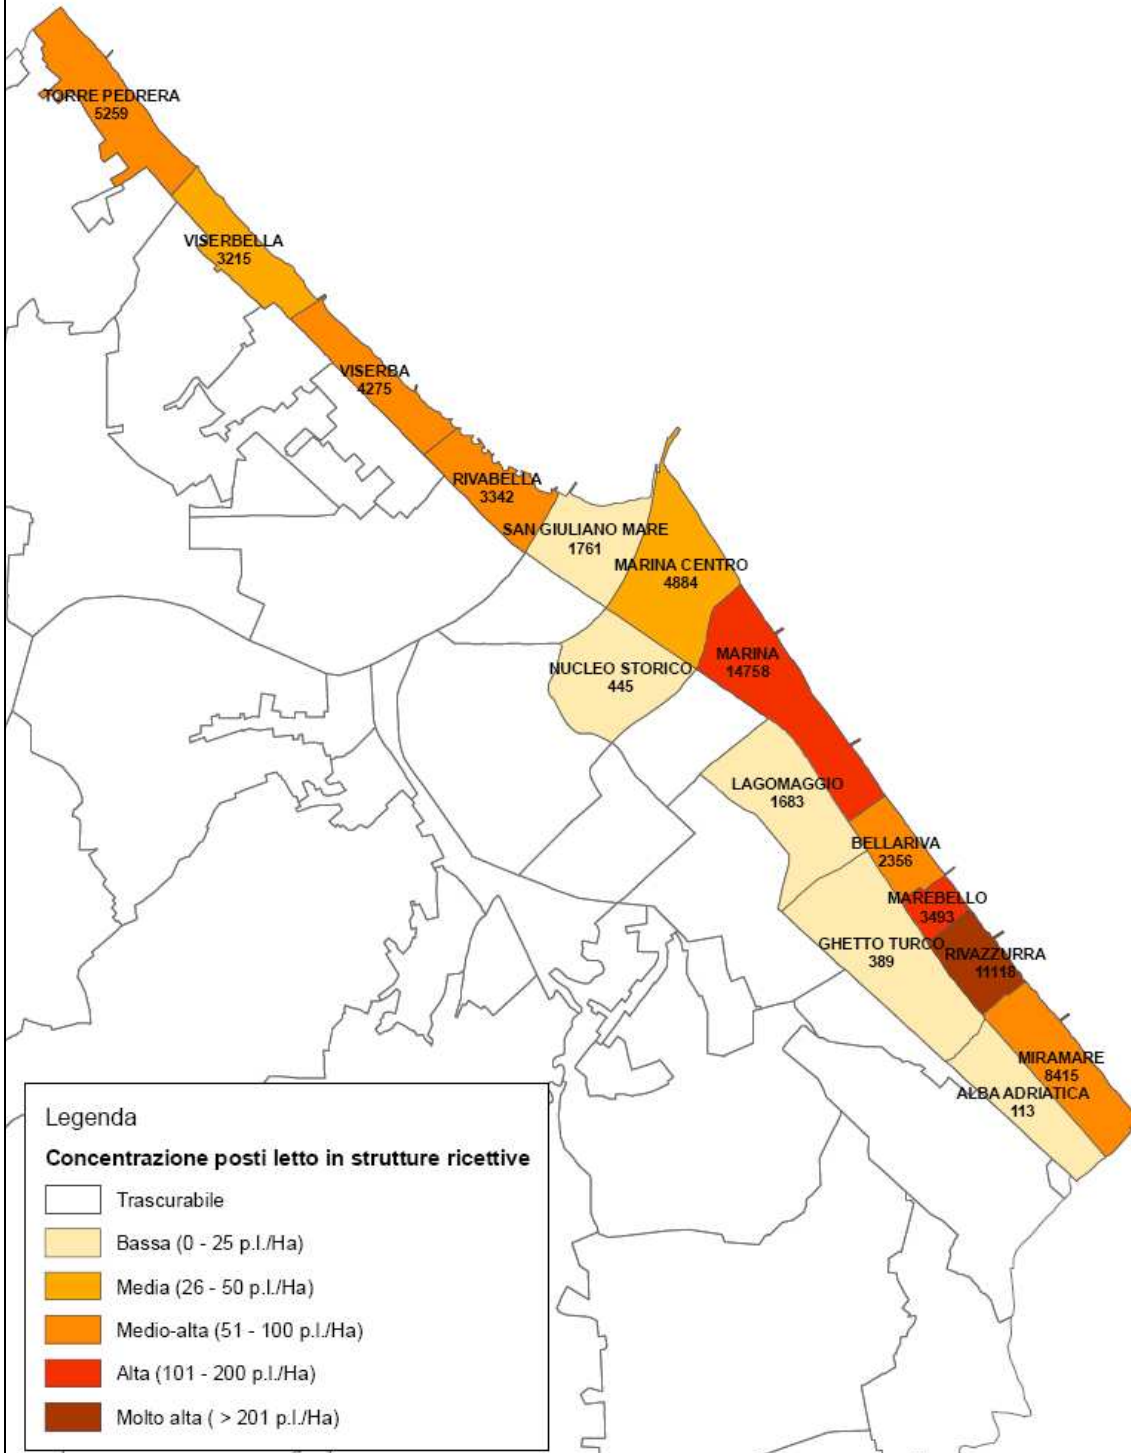 TORRE PEDRERA
5259
VISERBELLA
3215
VISERBA
4275
RIVABELLA
3342
SAN GIULIANO MARE
1761
MARINA CENTRO
4884
NUCLEO STORICO
445
MARINA
14758
LAGOMAGGIO
1683
BELLARIVA
2356
MAREBELLO
3493
GHETTO TURCO
389
RIVAZZURRA
11118
MIRAMARE
8415
ALBA ADRIATICA
113
Legenda
Concentrazione posti letto in strutture ricettive
Trascurabile
Bassa (0 - 25 p.l./Ha)
Media (26 - 50 p.l./Ha)
Medio-alta (51 - 100 p.l./Ha)
Alta (101 - 200 p.l./Ha)
Molto alta ( > 201 p.l./Ha)